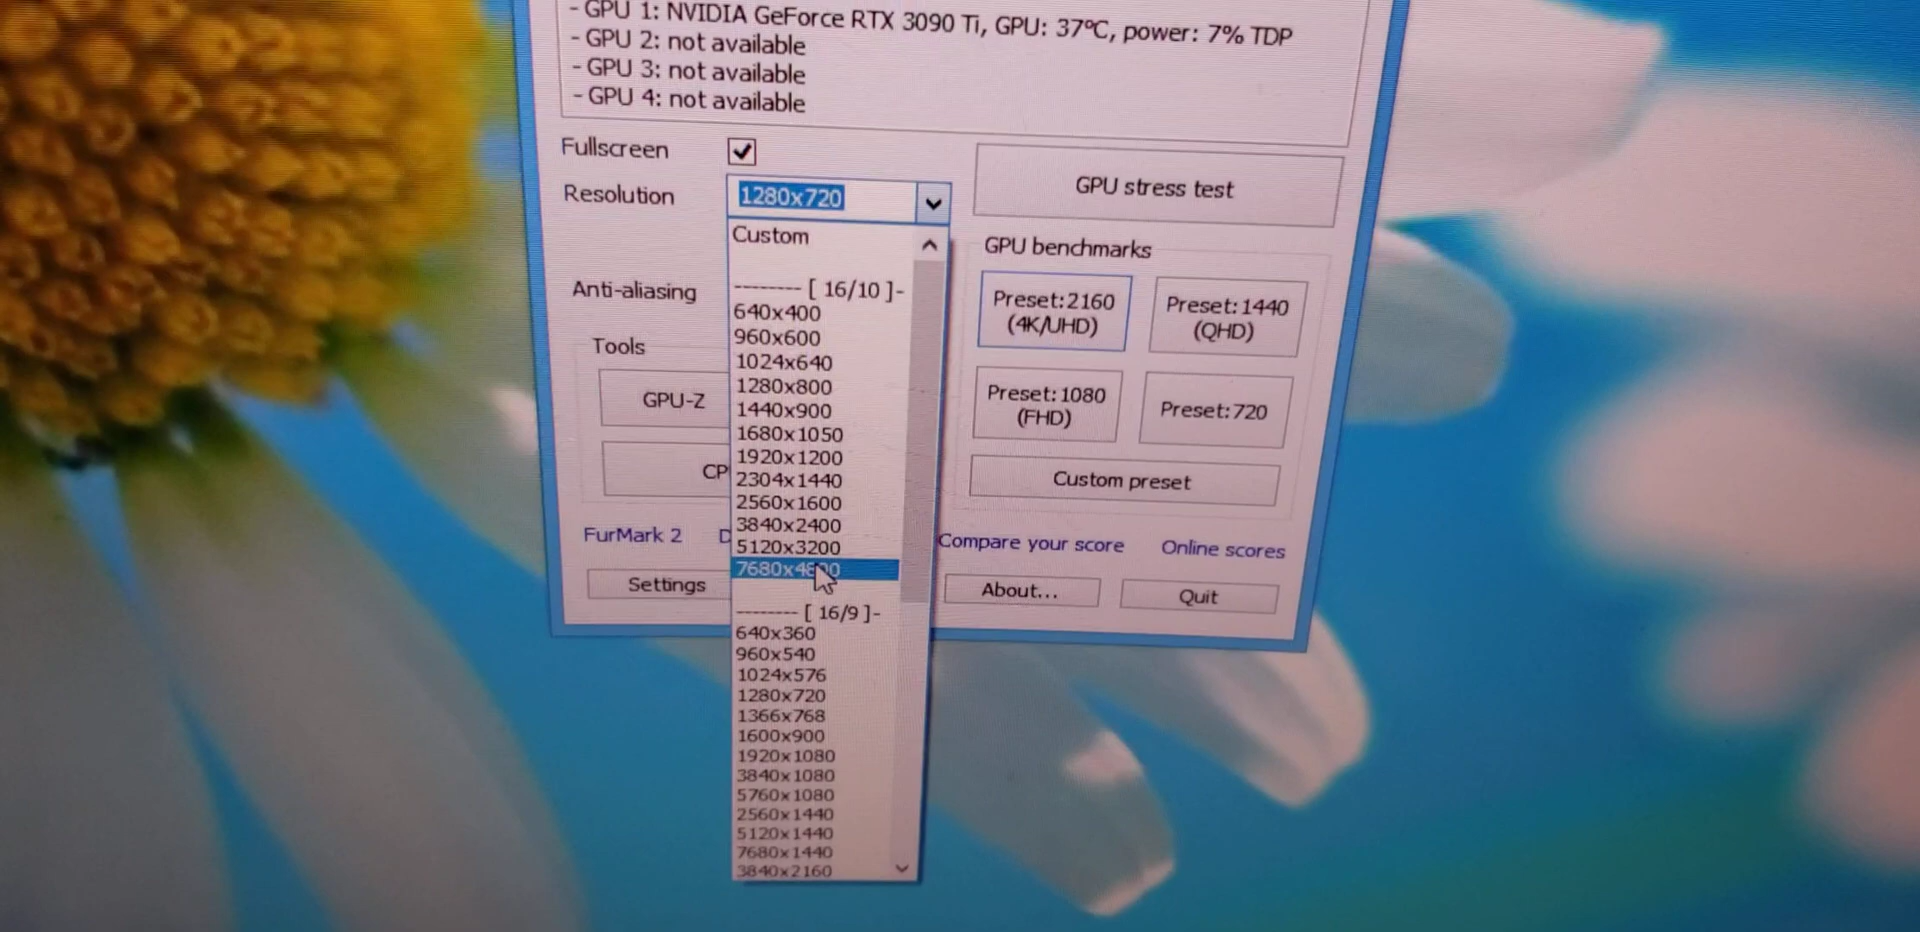 - GPU 1: NVIDIA GeForce RTX 3090 Ti, GPU: 37°C, power: 7% TDP
- GPU 2: not available
- GPU 3: not available
- GPU 4: not available
Fullscreen
Resolution
1280x720
Custom
-------- [ 16/10 ]-
640x400
960x600
1024x640
1280x800
1440x900
1680x1050
1920x1200
2304x1440
2560x1600
3840x2400
5120x3200
7680x4800
-------- [ 16/9 ]-
640x360
960x540
1024x576
1280x720
1366x768
1600x900
1920x1080
3840x1080
5760x1080
2560x1440
5120x1440
7680x1440
3840x2160
Anti-aliasing
Tools
GPU-Z
CP
GPU stress test
GPU benchmarks
Preset:2160
(4K/UHD)
Preset:1440
(QHD)
Preset:1080
(FHD)
Preset:720
Custom preset
FurMark 2
Compare your score
Online scores
Settings
About...
Quit